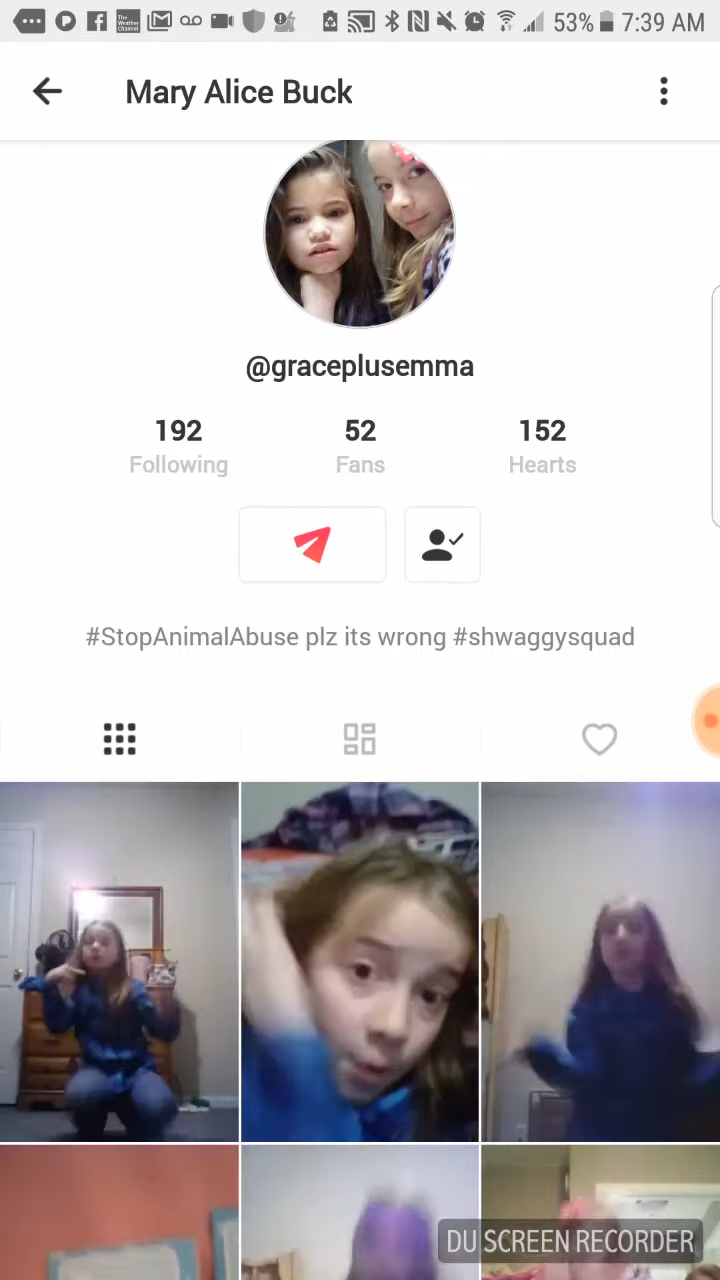 53% 7:39 AM
Mary Alice Buck
@graceplusemma
192 52 152
Following Fans Hearts
#StopAnimalAbuse plz its wrong #shwaggysquad
DU SCREEN RECORDER